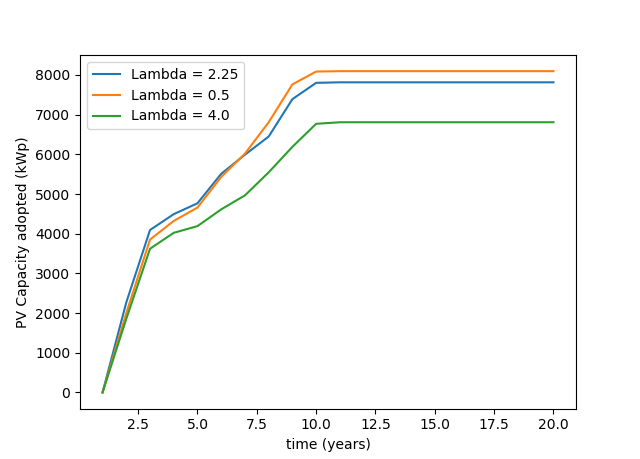 Lambda = 2.25
Lambda = 0.5
Lambda = 4.0
PV Capacity adopted (kWp)
8000
7000
6000
5000
4000
3000
2000
1000
0
2.5 5.0 7.5 10.0 12.5 15.0 17.5 20.0
time (years)